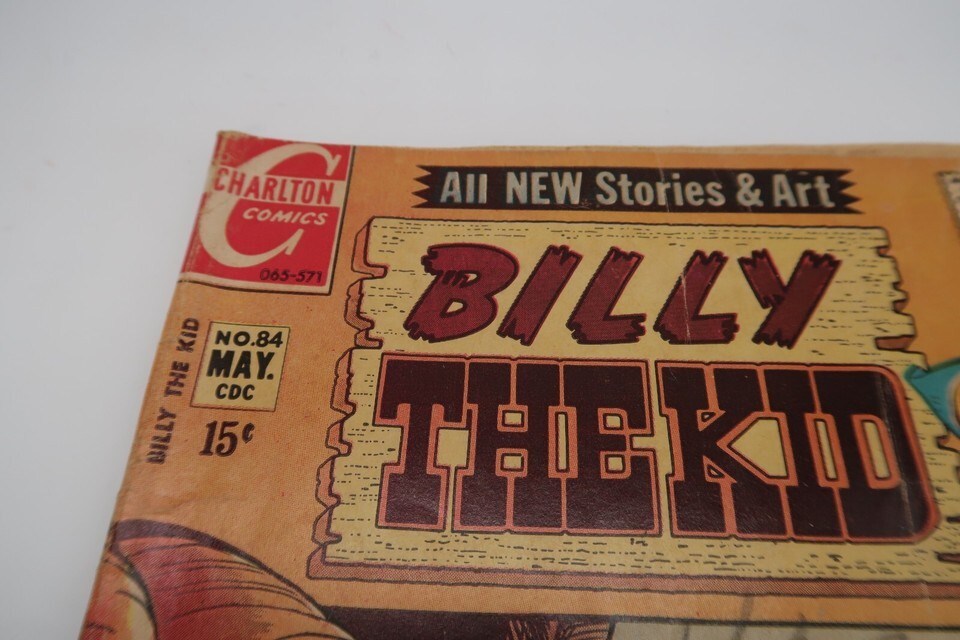 CHARLTON
COMICS
065-571
All NEW Stories & Art
BILLY
THE KID
BILLY THE KID
NO.84
MAY.
CDC
15¢